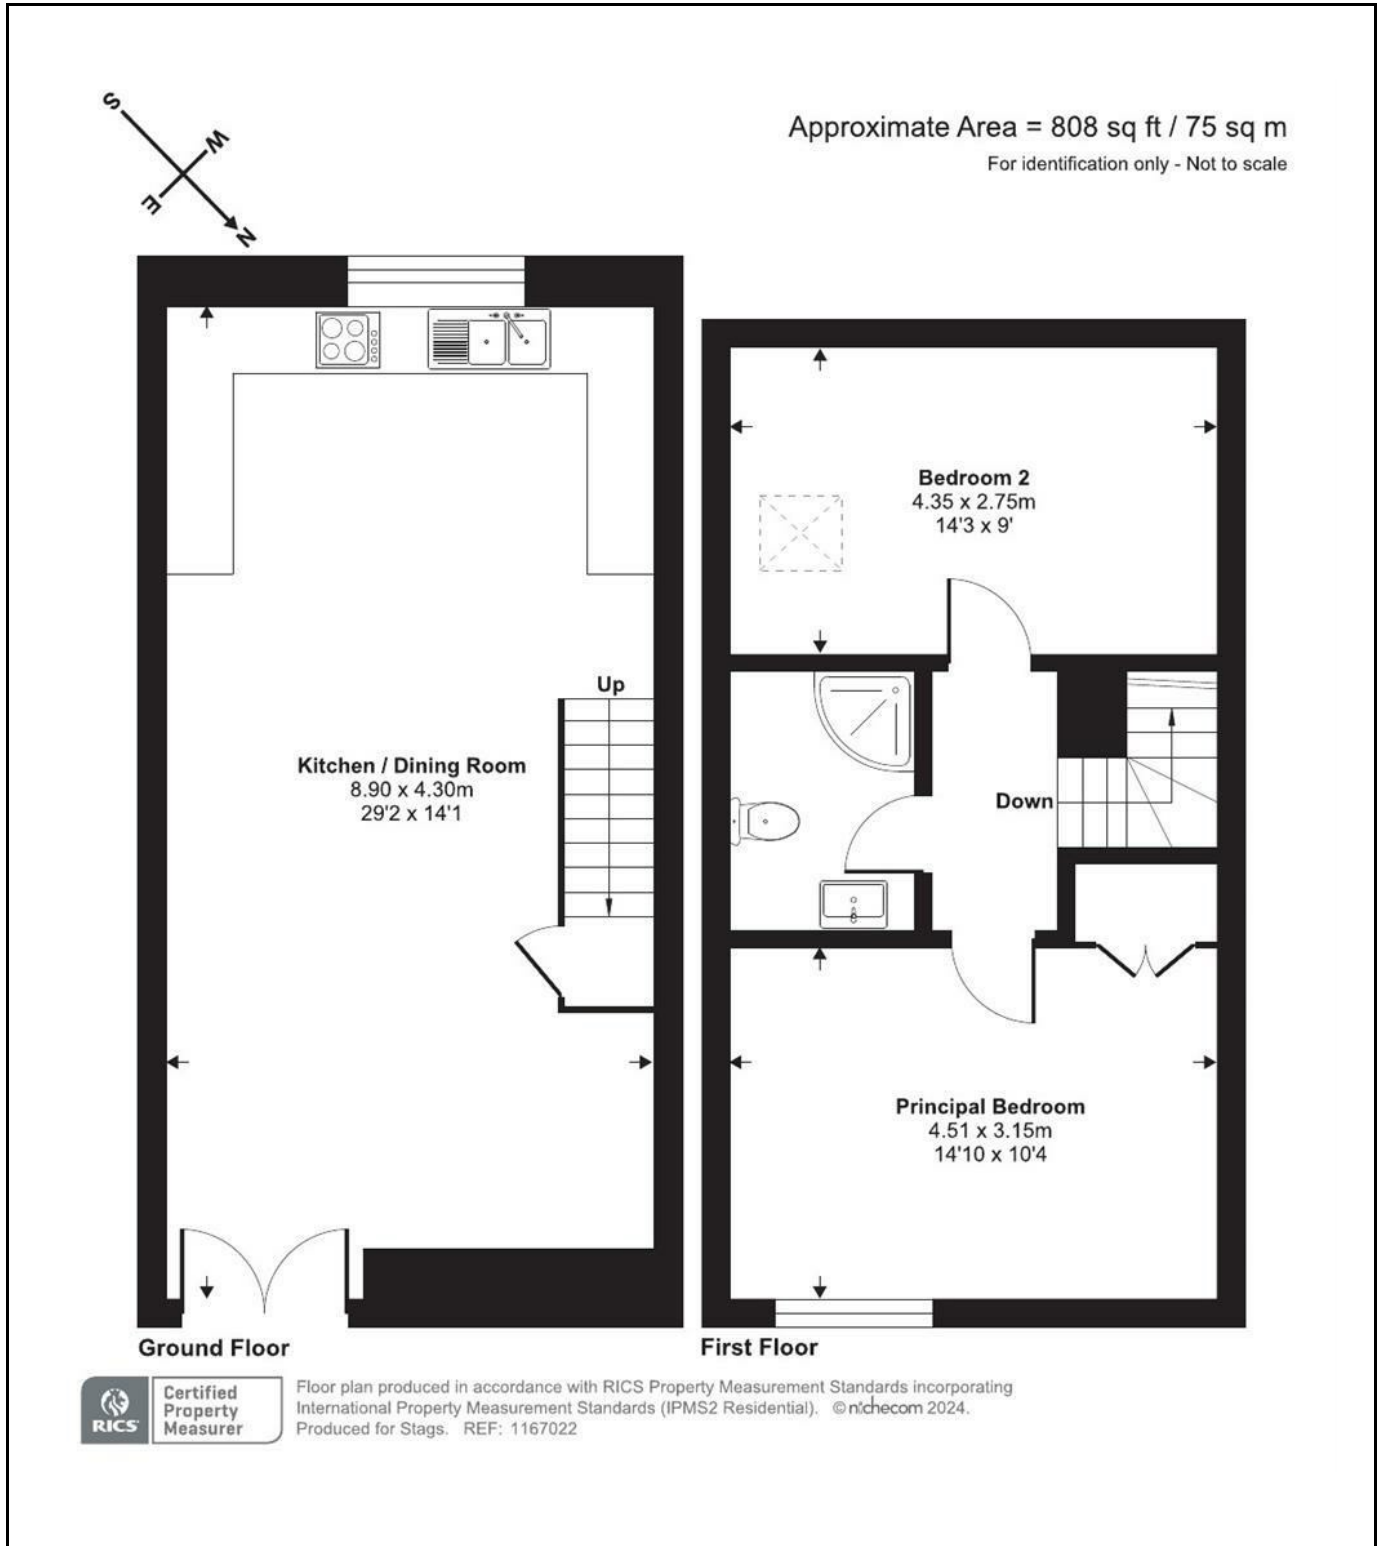 S
W
E
N
Approximate Area = 808 sq ft / 75 sq m
For identification only - Not to scale
Bedroom 2
4.35 x 2.75m
14'3 x 9'
Up
Kitchen / Dining Room
8.90 x 4.30m
29'2 x 14'1
Down
Principal Bedroom
4.51 x 3.15m
14'10 x 10'4
Ground Floor
First Floor
RICS
Certified
Property
Measurer
Floor plan produced in accordance with RICS Property Measurement Standards incorporating
International Property Measurement Standards (IPMS2 Residential). © nichecom 2024.
Produced for Stags. REF: 1167022